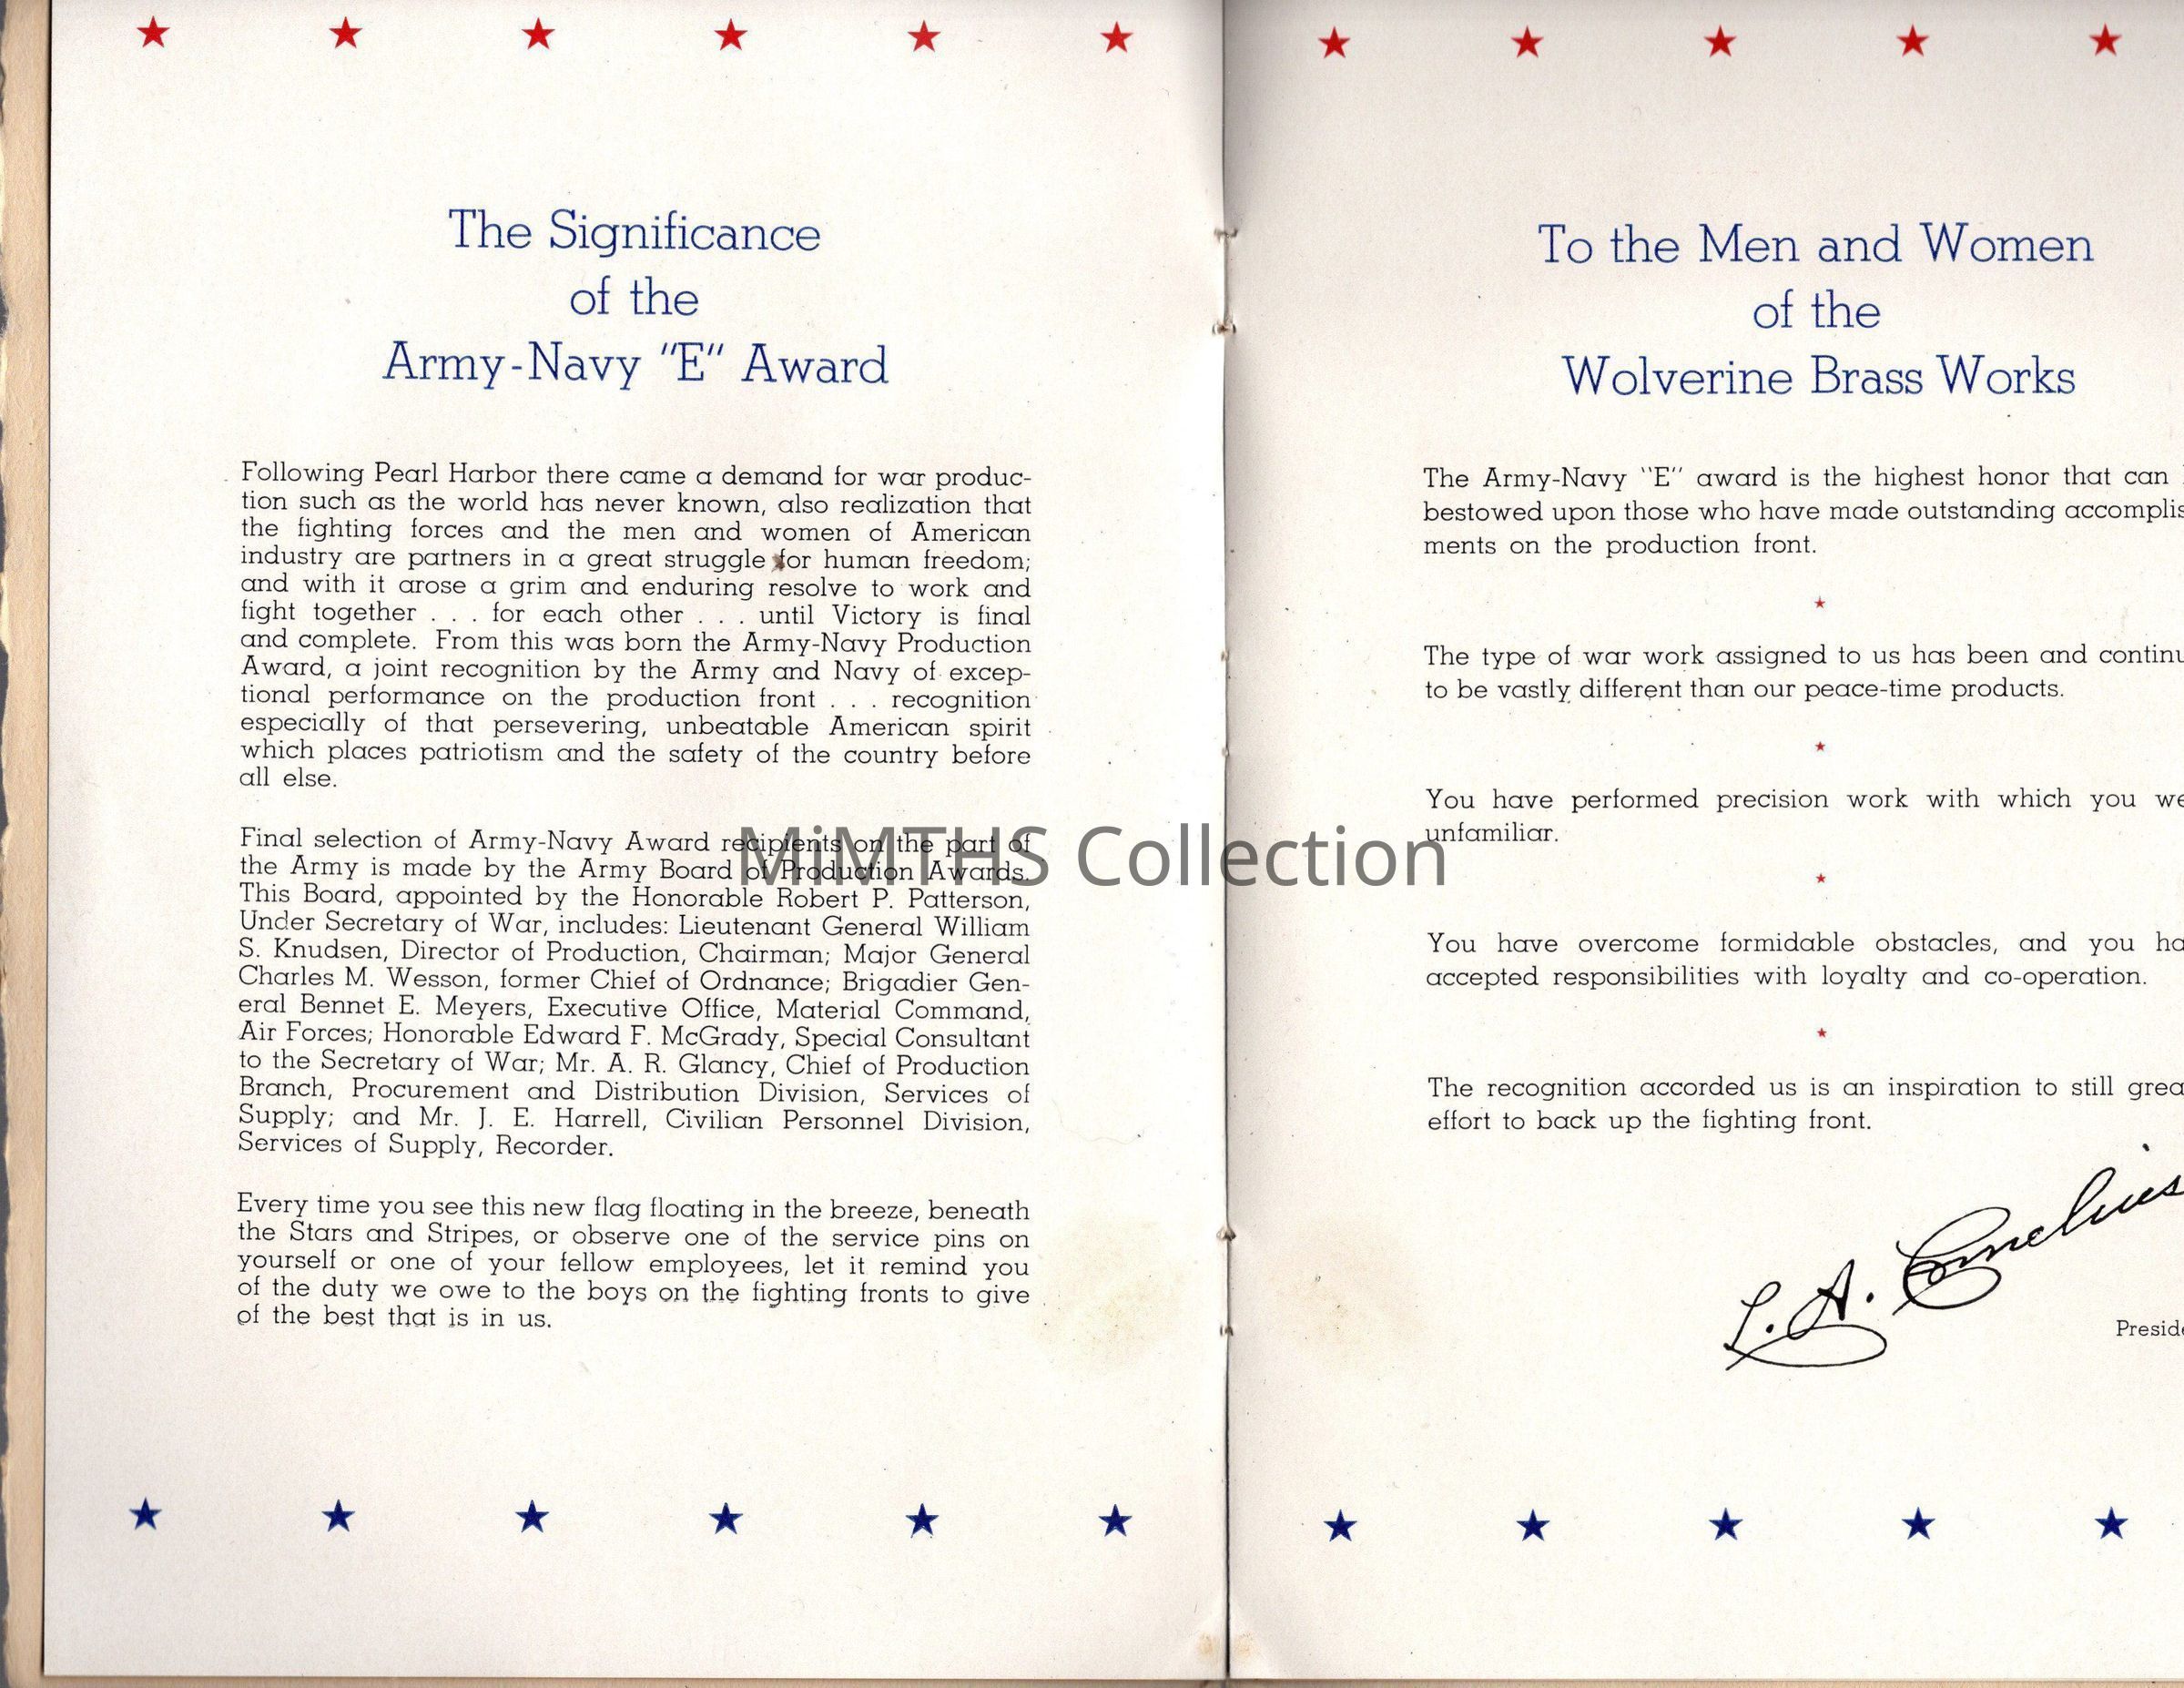 The Significance
of the
Army-Navy "E" Award
Following Pearl Harbor there came a demand for war produc-
tion such as the world has never known, also realization that
the fighting forces and the men and women of American
industry are partners in a great struggle for human freedom;
and with it arose a grim and enduring resolve to work and
fight together . . . for each other . . . until Victory is final
and complete. From this was born the Army-Navy Production
Award, a joint recognition by the Army and Navy of excep-
tional performance on the production front . . . recognition
especially of that persevering, unbeatable American spirit
which places patriotism and the safety of the country before
all else.
Final selection of Army-Navy Award recipients on the part of
the Army is made by the Army Board of Production Awards.
This Board, appointed by the Honorable Robert P. Patterson,
Under Secretary of War, includes: Lieutenant General William
S. Knudsen, Director of Production, Chairman; Major General
Charles M. Wesson, former Chief of Ordnance; Brigadier Gen-
eral Bennet E. Meyers, Executive Office, Material Command,
Air Forces; Honorable Edward F. McGrady, Special Consultant
to the Secretary of War; Mr. A. R. Glancy, Chief of Production
Branch, Procurement and Distribution Division, Services of
Supply; and Mr. J. E. Harrell, Civilian Personnel Division,
Services of Supply, Recorder.
Every time you see this new flag floating in the breeze, beneath
the Stars and Stripes, or observe one of the service pins on
yourself or one of your fellow employees, let it remind you
of the duty we owe to the boys on the fighting fronts to give
of the best that is in us.
To the Men and Women
of the
Wolverine Brass Works
The Army-Navy "E" award is the highest honor that can
bestowed upon those who have made outstanding accomplis
ments on the production front.
The type of war work assigned to us has been and continu
to be vastly different than our peace-time products.
You have performed precision work with which you we
unfamiliar.
You have overcome formidable obstacles, and you ha
accepted responsibilities with loyalty and co-operation.
The recognition accorded us is an inspiration to still grea
effort to back up the fighting front.
L. A. Cornelius
Preside
MiMTHS Collection